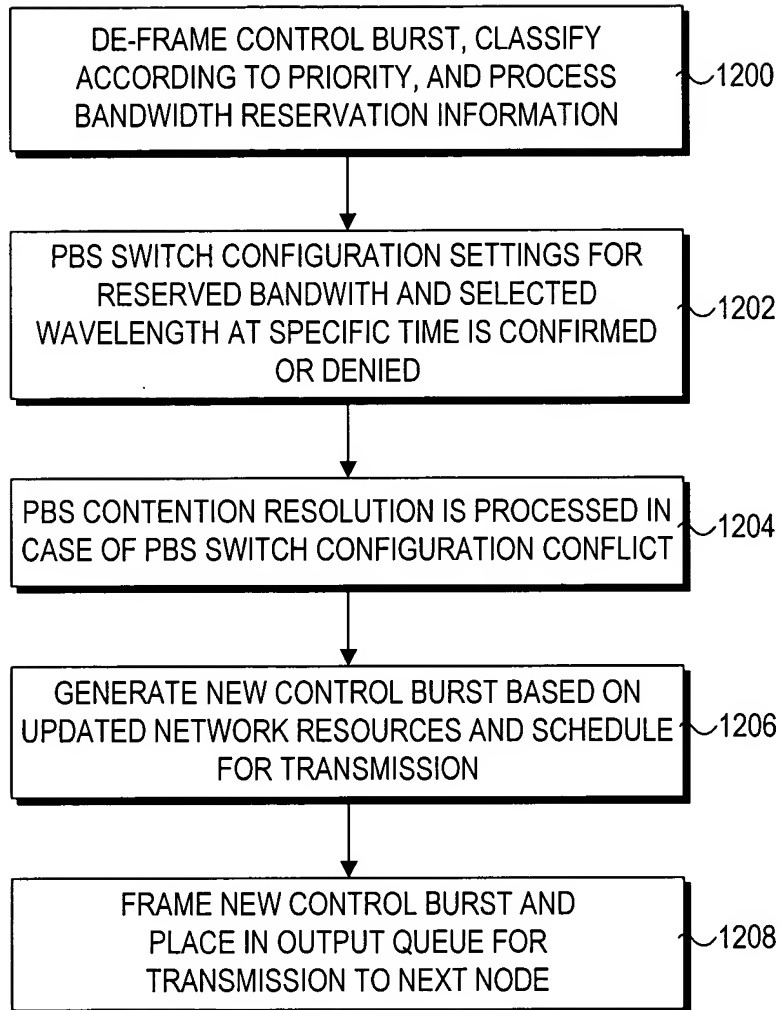 DE-FRAME CONTROL BURST, CLASSIFY
ACCORDING TO PRIORITY, AND PROCESS
BANDWIDTH RESERVATION INFORMATION
1200
PBS SWITCH CONFIGURATION SETTINGS FOR
RESERVED BANDWITH AND SELECTED
WAVELENGTH AT SPECIFIC TIME IS CONFIRMED
OR DENIED
1202
PBS CONTENTION RESOLUTION IS PROCESSED IN
CASE OF PBS SWITCH CONFIGURATION CONFLICT
1204
GENERATE NEW CONTROL BURST BASED ON
UPDATED NETWORK RESOURCES AND SCHEDULE
FOR TRANSMISSION
1206
FRAME NEW CONTROL BURST AND
PLACE IN OUTPUT QUEUE FOR
TRANSMISSION TO NEXT NODE
1208